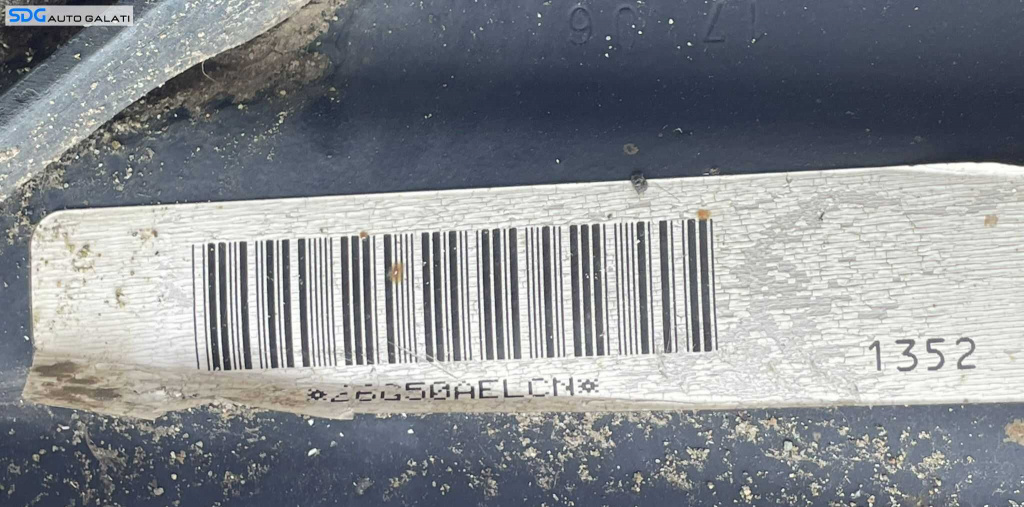 SDG AUTO GALATI
*26G50AELCN*
1352